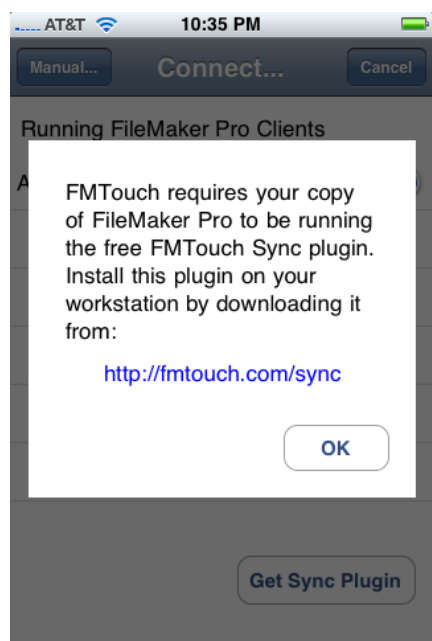 AT&T 10:35 PM
Manual... Connect... Cancel
Running FileMaker Pro Clients
A
FMTouch requires your copy
of FileMaker Pro to be running
the free FMTouch Sync plugin.
Install this plugin on your
workstation by downloading it
from:
http://fmtouch.com/sync
OK
Get Sync Plugin